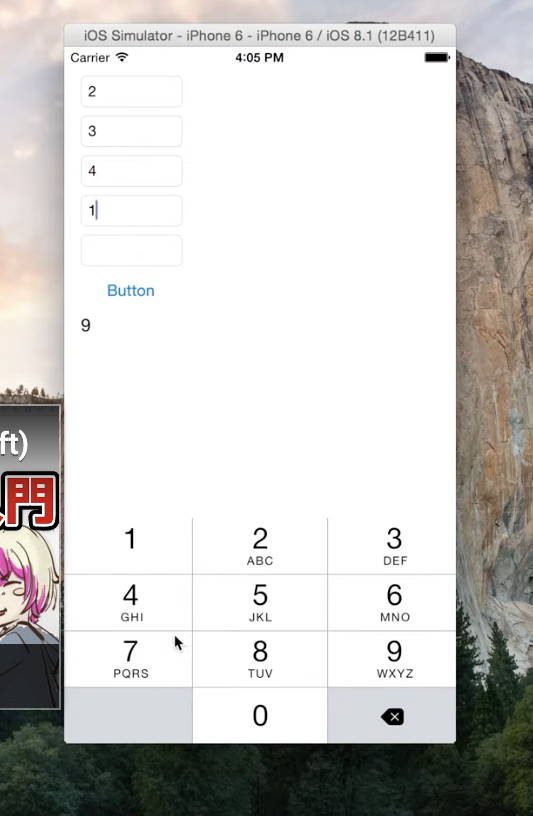 iOS Simulator - iPhone 6 - iPhone 6 / iOS 8.1 (12B411)
Carrier 4:05 PM
2
3
4
1
Button
9
ft)
門
1 2 3
ABC DEF
4 5 6
GHI JKL MNO
7 8 9
PQRS TUV WXYZ
0